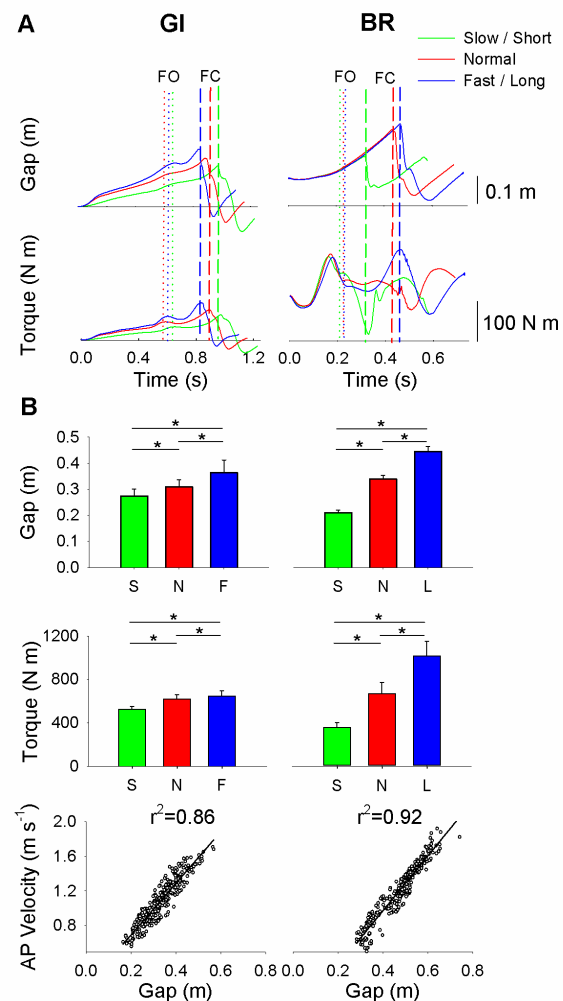 A
GI
BR
Slow / Short
Normal
Fast / Long
FO
FC
FO
FC
Gap (m)
0.1 m
Torque (N m)
100 N m
0.0
0.4
0.8
1.2
0.0
0.2
0.4
0.6
Time (s)
Time (s)
B
*
*
*
*
*
*
Gap (m)
0.5
0.4
0.3
0.2
0.1
0.0
S
N
F
S
N
L
*
*
*
*
*
*
Torque (N m)
1200
800
400
0
S
N
F
S
N
L
r²=0.86
r²=0.92
AP Velocity (m s⁻¹)
2.0
1.6
1.2
0.8
0.0
0.2
0.4
0.6
0.8
0.0
0.2
0.4
0.6
0.8
Gap (m)
Gap (m)